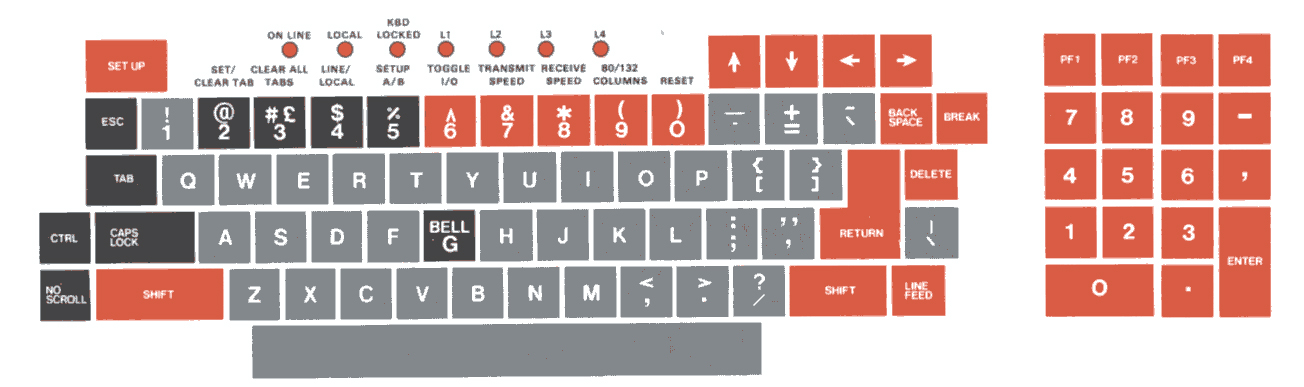 KBD
ON LINE LOCAL LOCKED L1 L2 L3 L4
SET UP
SET/ CLEAR ALL LINE/ SETUP TOGGLE TRANSMIT RECEIVE 80/132
CLEAR TAB TABS LOCAL A/B I/O SPEED SPEED COLUMNS RESET
↑ ↓ ← →
PF1 PF2 PF3 PF4
ESC ! 1 @ 2 # £ 3 $ 4 % 5 ^ 6 & 7 * 8 ( 9 ) 0 _ - + = ~ ` BACK SPACE BREAK
7 8 9 -
TAB Q W E R T Y U I O P { [ } ] DELETE
4 5 6 ,
CTRL CAPS LOCK A S D F BELL G H J K L : ; " ' RETURN | \
1 2 3 ENTER
NO SCROLL SHIFT Z X C V B N M < , > . ? / SHIFT LINE FEED
0 .